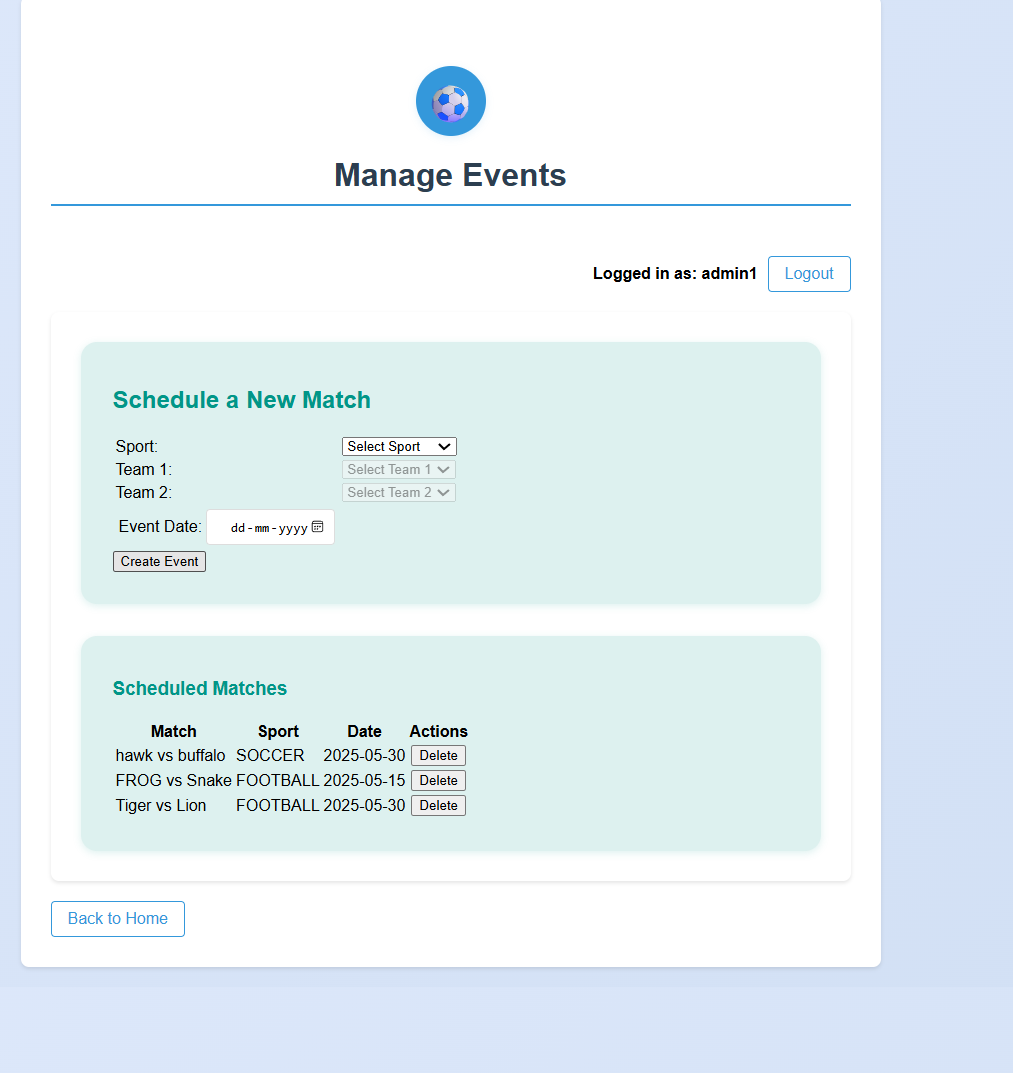 Manage Events
Logged in as: admin1 Logout
Schedule a New Match
Sport: Select Sport
Team 1: Select Team 1
Team 2: Select Team 2
Event Date: dd-mm-yyyy
Create Event
Scheduled Matches
Match Sport Date Actions
hawk vs buffalo SOCCER 2025-05-30 Delete
FROG vs Snake FOOTBALL 2025-05-15 Delete
Tiger vs Lion FOOTBALL 2025-05-30 Delete
Back to Home